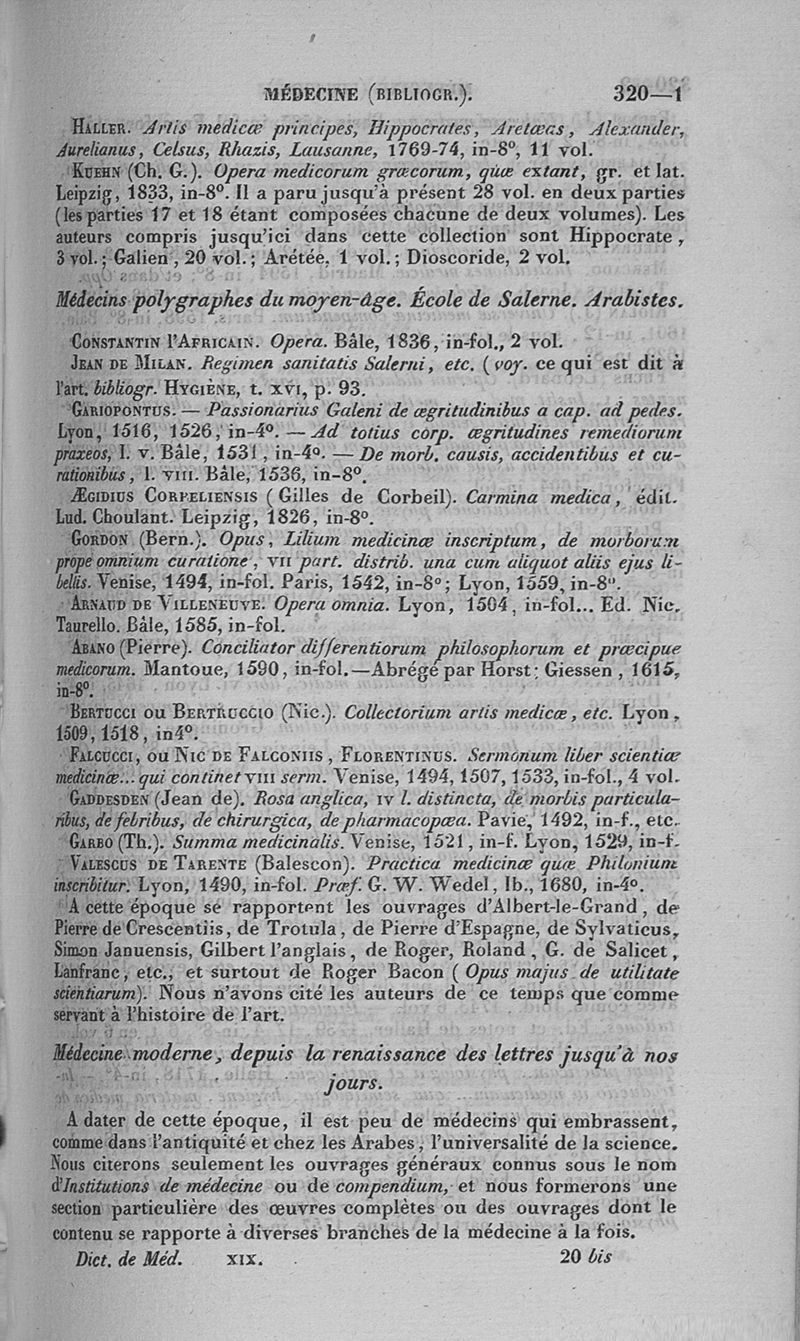 MÉDECINE (BIBLIOGR.). 320—1
HALLER. Artis medicæ principes, Hippocrates, Aretæas, Alexander,
Aurelianus, Celsus, Rhazis, Lausanne, 1769-74, in-8°, 11 vol.
KUEHN (Ch. G.). Opera medicorum græcorum, quæ extant, gr. et lat.
Leipzig, 1833, in-8°. Il a paru jusqu'à présent 28 vol. en deux parties
(les parties 17 et 18 étant composées chacune de deux volumes). Les
auteurs compris jusqu'ici dans cette collection sont Hippocrate,
3 vol.; Galien, 20 vol.; Arétée, 1 vol.; Dioscoride, 2 vol.
Médecins polygraphes du moyen-âge. École de Salerne. Arabistes.
CONSTANTIN l'AFRICAIN. Opera. Bâle, 1836, in-fol., 2 vol.
JEAN DE MILAN. Regimen sanitatis Salerni, etc. (voy. ce qui est dit à
l'art. bibliogr. HYGIÈNE, t. XVI, p. 93.
GARIOPONTUS. — Passionarius Galeni de ægritudinibus a cap. ad pedes.
Lyon, 1516, 1526, in-4°. — Ad totius corp. ægritudines remediorum
praxeos, l. v. Bâle, 1531, in-4°. — De morb. causis, accidentibus et cu-
rationibus, l. VIII. Bâle, 1536, in-8°.
ÆGIDIUS CORPELIENSIS (Gilles de Corbeil). Carmina medica, édit.
Lud. Choulant. Leipzig, 1826, in-8°.
GORDON (Bern.). Opus, Lilium medicinæ inscriptum, de morborum
prope omnium curatione, VII part. distrib. una cum aliquot aliis ejus li-
bellis. Venise, 1494, in-fol. Paris, 1542, in-8°; Lyon, 1559, in-8°.
ARNAUD DE VILLENEUVE. Opera omnia. Lyon, 1504, in-fol... Ed. Nic.
Taurello. Bâle, 1585, in-fol.
ABANO (Pierre). Conciliator differentiorum philosophorum et præcipue
medicorum. Mantoue, 1590, in-fol.—Abrégé par Horst: Giessen, 1615,
in-8°.
BERTUCCI ou BERTRUCCIO (Nic.). Collectorium artis medicæ, etc. Lyon,
1509, 1518, in4°.
FALCUCCI, ou NIC DE FALCONIIS, FLORENTINUS. Sermonum liber scientiæ
medicinæ... qui continet VIII serm. Venise, 1494, 1507, 1533, in-fol., 4 vol.
GADDESDEN (Jean de). Rosa anglica, IV l. distincta, de morbis particula-
ribus, de febribus, de chirurgica, de pharmacopœa. Pavie, 1492, in-f., etc.
GARBO (Th.). Summa medicinalis. Venise, 1521, in-f. Lyon, 1529, in-f.
VALESCUS DE TARENTE (Balescon). Practica medicinæ quæ Philonium
inscribitur. Lyon, 1490, in-fol. Præf. G. W. Wedel, Ib., 1680, in-4°.
A cette époque se rapportent les ouvrages d'Albert-le-Grand, de
Pierre de Crescentiis, de Trotula, de Pierre d'Espagne, de Sylvaticus,
Simon Januensis, Gilbert l'anglais, de Roger, Roland, G. de Salicet,
Lanfranc, etc., et surtout de Roger Bacon (Opus majus de utilitate
scientiarum). Nous n'avons cité les auteurs de ce temps que comme
servant à l'histoire de l'art.
Médecine moderne, depuis la renaissance des lettres jusqu'à nos
jours.
A dater de cette époque, il est peu de médecins qui embrassent,
comme dans l'antiquité et chez les Arabes, l'universalité de la science.
Nous citerons seulement les ouvrages généraux connus sous le nom
d'Institutions de médecine ou de compendium, et nous formerons une
section particulière des œuvres complètes ou des ouvrages dont le
contenu se rapporte à diverses branches de la médecine à la fois.
Dict. de Méd. XIX. 20 bis